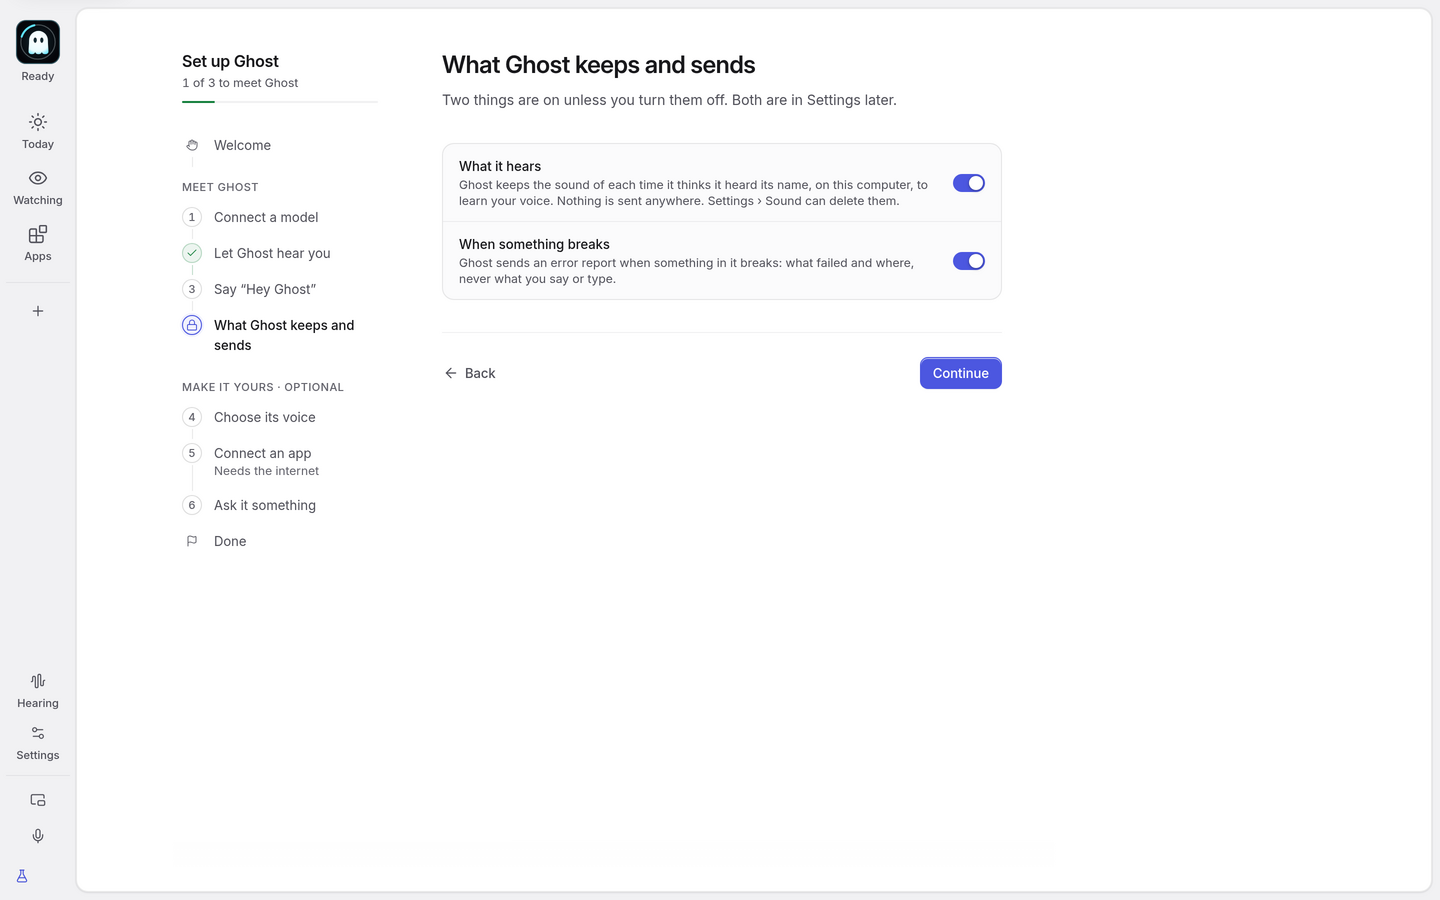 Ready
Today
Watching
Apps
Hearing
Settings
Set up Ghost
1 of 3 to meet Ghost
Welcome
MEET GHOST
1 Connect a model
Let Ghost hear you
3 Say “Hey Ghost”
What Ghost keeps and
sends
MAKE IT YOURS · OPTIONAL
4 Choose its voice
5 Connect an app
Needs the internet
6 Ask it something
Done
What Ghost keeps and sends
Two things are on unless you turn them off. Both are in Settings later.
What it hears
Ghost keeps the sound of each time it thinks it heard its name, on this computer, to
learn your voice. Nothing is sent anywhere. Settings › Sound can delete them.
When something breaks
Ghost sends an error report when something in it breaks: what failed and where,
never what you say or type.
Back
Continue